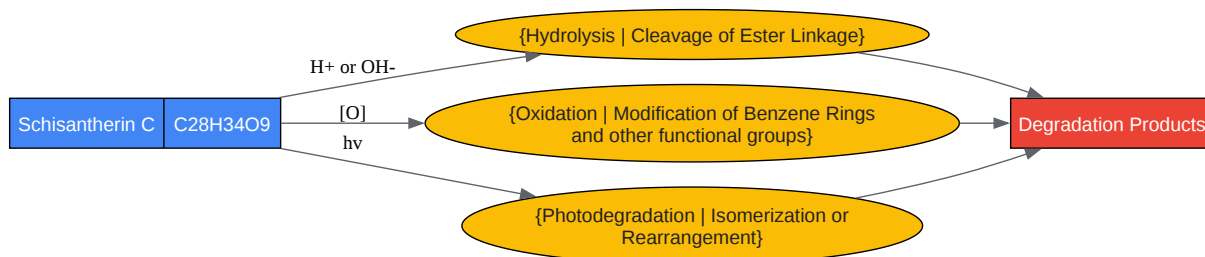 {Hydrolysis | Cleavage of Ester Linkage}
H+ or OH-
Schisantherin C
C28H34O9
[O]
{Oxidation | Modification of Benzene Rings
and other functional groups}
Degradation Products
hv
{Photodegradation | Isomerization or
Rearrangement}